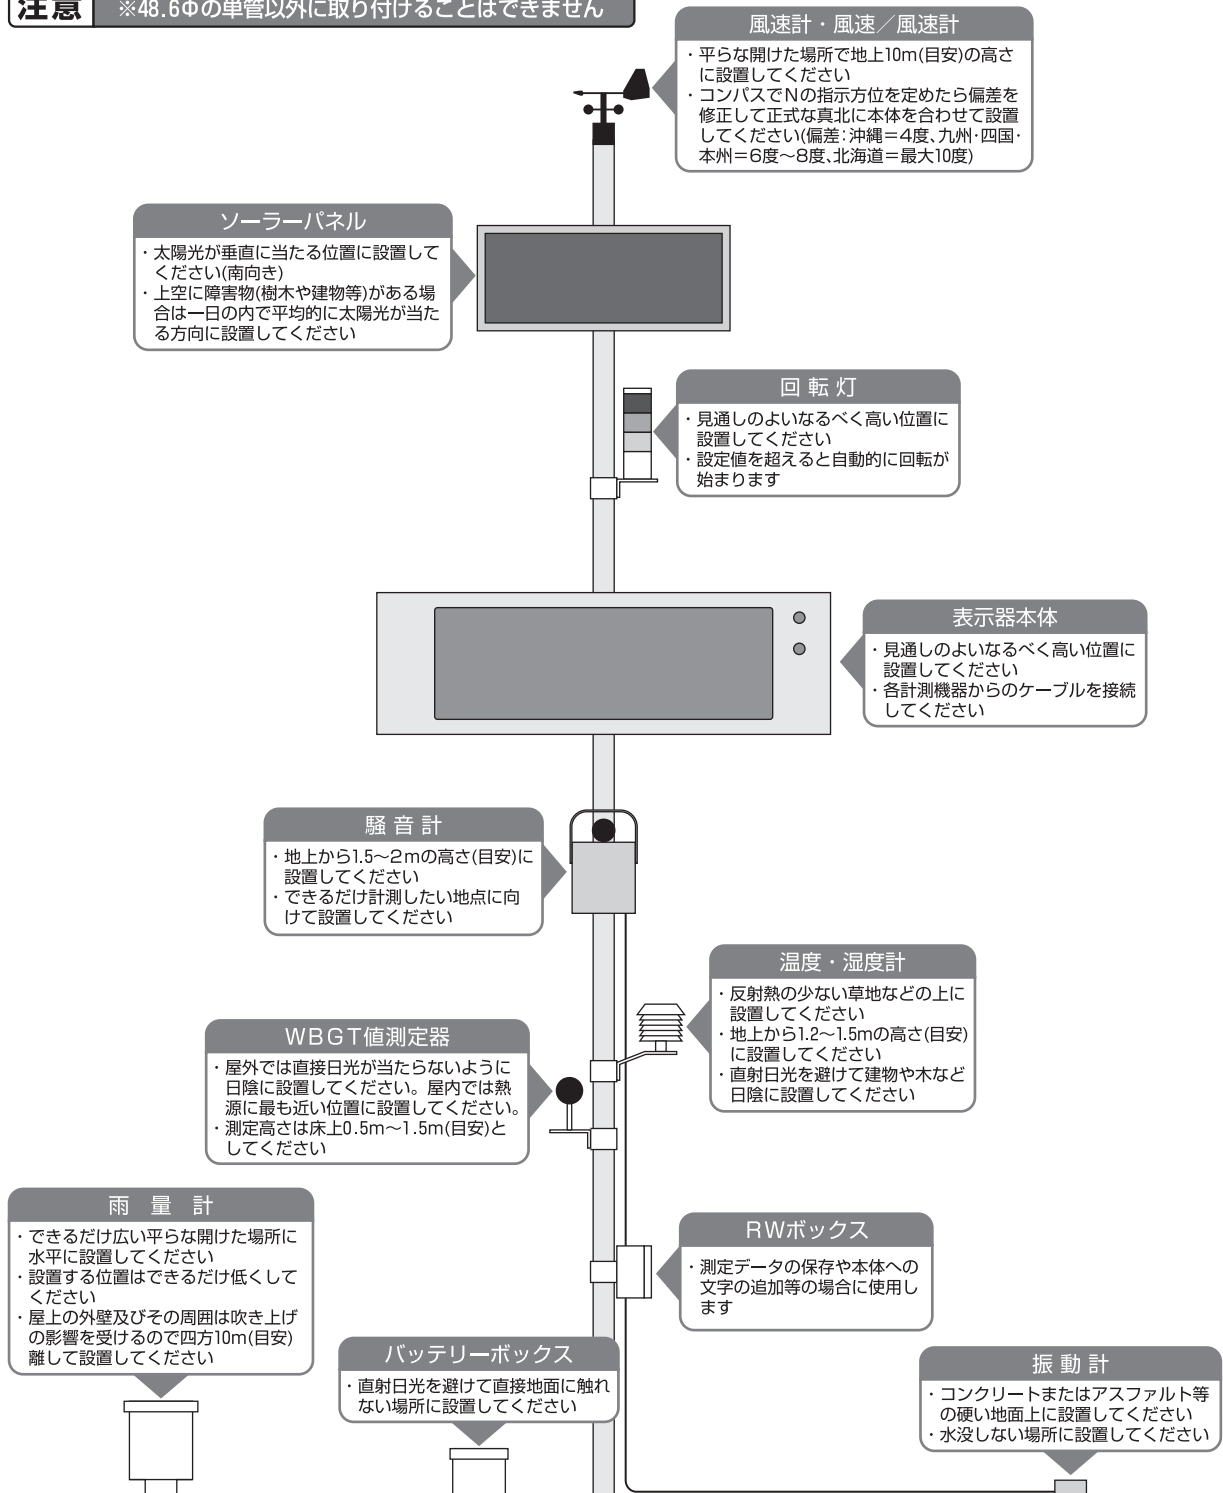 注意 ※48.6Φの単管以外に取り付けることはできません
風速計・風速／風速計
・平らな開けた場所で地上10m(目安)の高さ
に設置してください
・コンパスでNの指示方位を定めたら偏差を
修正して正式な真北に本体を合わせて設置
してください(偏差:沖縄＝4度、九州・四国・
本州＝6度～8度、北海道＝最大10度)
ソーラーパネル
・太陽光が垂直に当たる位置に設置して
ください(南向き)
・上空に障害物(樹木や建物等)がある場
合は一日の内で平均的に太陽光が当た
る方向に設置してください
回転灯
・見通しのよいなるべく高い位置に
設置してください
・設定値を超えると自動的に回転が
始まります
表示器本体
・見通しのよいなるべく高い位置に
設置してください
・各計測機器からのケーブルを接続
してください
騒音計
・地上から1.5～2mの高さ(目安)に
設置してください
・できるだけ計測したい地点に向
けて設置してください
温度・湿度計
・反射熱の少ない草地などの上に
設置してください
・地上から1.2～1.5mの高さ(目安)
に設置してください
・直射日光を避けて建物や木など
日陰に設置してください
WBGT値測定器
・屋外では直接日光が当たらないように
日陰に設置してください。屋内では熱
源に最も近い位置に設置してください。
・測定高さは床上0.5m～1.5m(目安)と
してください
雨量計
・できるだけ広い平らな開けた場所に
水平に設置してください
・設置する位置はできるだけ低くして
ください
・屋上の外壁及びその周囲は吹き上げ
の影響を受けるので四方10m(目安)
離して設置してください
RWボックス
・測定データの保存や本体への
文字の追加等の場合に使用し
ます
バッテリーボックス
・直射日光を避けて直接地面に触れ
ない場所に設置してください
振動計
・コンクリートまたはアスファルト等
の硬い地面上に設置してください
・水没しない場所に設置してください